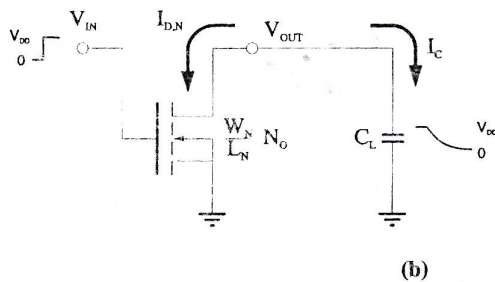 V_DD
0
V_IN
I_D,N
V_OUT
I_C
W_N
L_N
N_O
C_L
V_DD
0
(b)